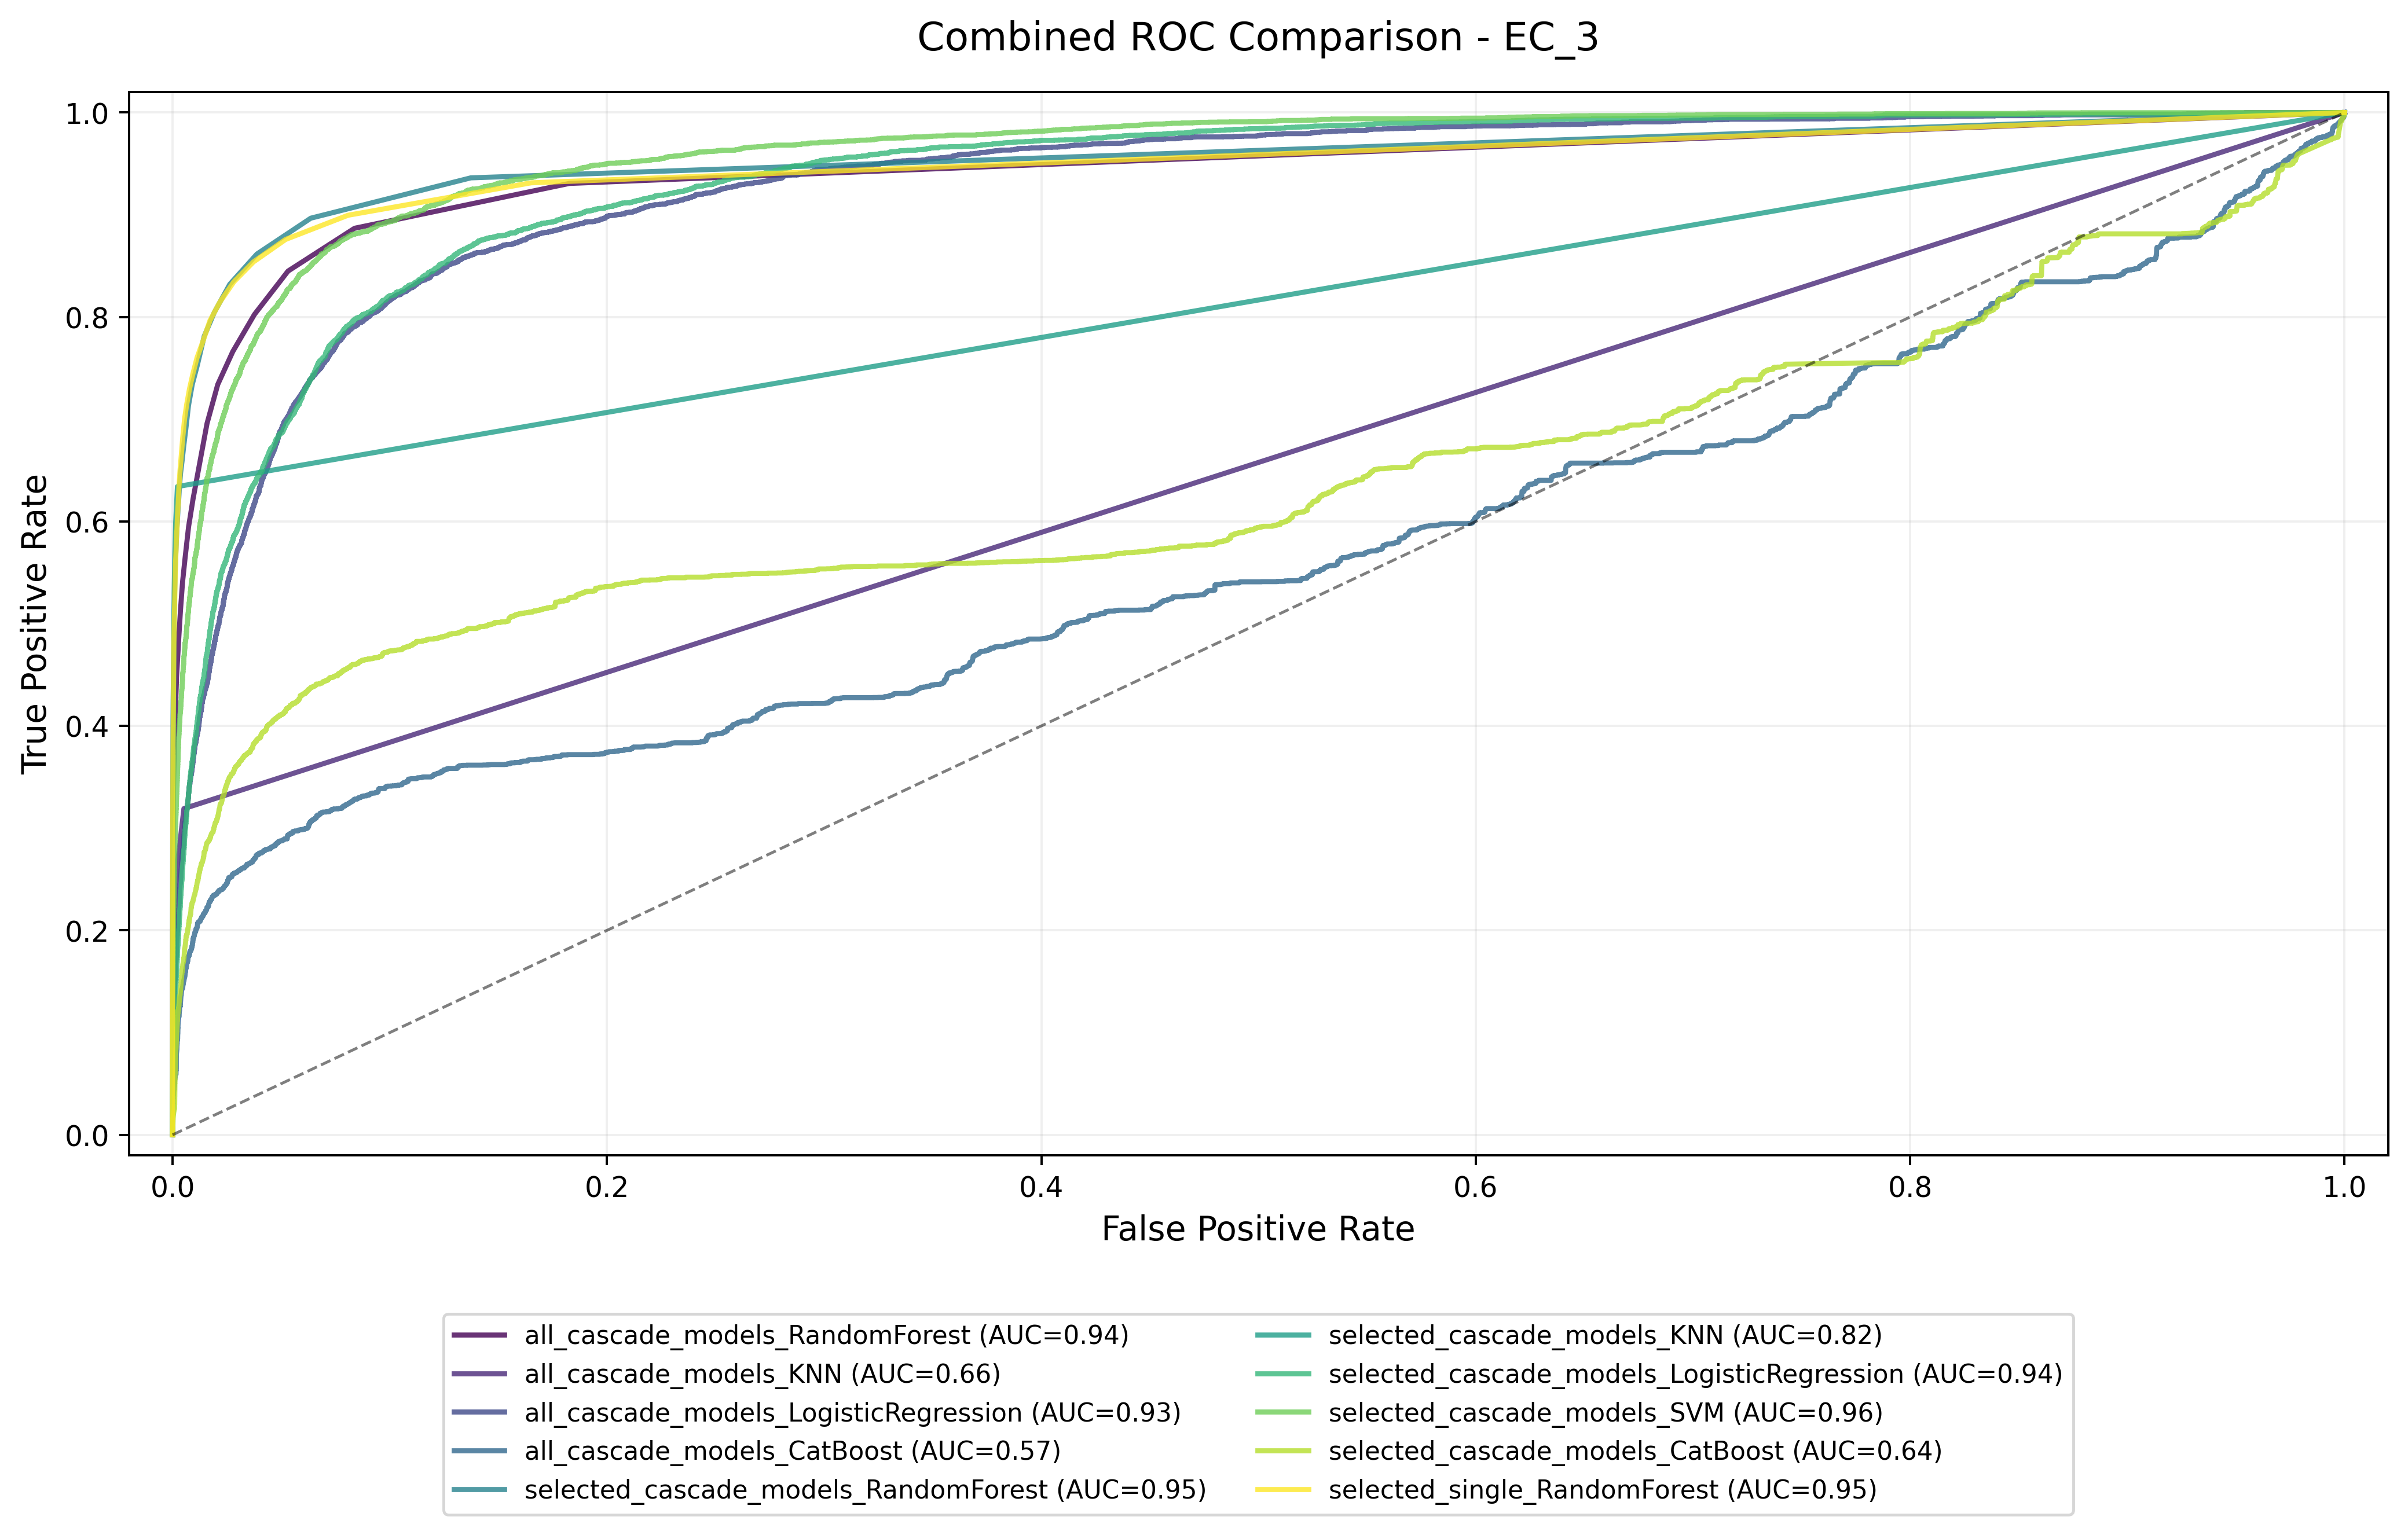 Combined ROC Comparison - EC_3
True Positive Rate
1.0
0.8
0.6
0.4
0.2
0.0
0.0 0.2 0.4 0.6 0.8 1.0
False Positive Rate
all_cascade_models_RandomForest (AUC=0.94)
all_cascade_models_KNN (AUC=0.66)
all_cascade_models_LogisticRegression (AUC=0.93)
all_cascade_models_CatBoost (AUC=0.57)
selected_cascade_models_RandomForest (AUC=0.95)
selected_cascade_models_KNN (AUC=0.82)
selected_cascade_models_LogisticRegression (AUC=0.94)
selected_cascade_models_SVM (AUC=0.96)
selected_cascade_models_CatBoost (AUC=0.64)
selected_single_RandomForest (AUC=0.95)